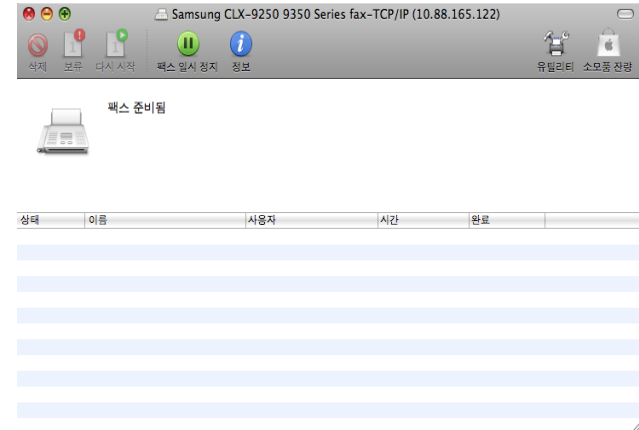 Samsung CLX-9250 9350 Series fax-TCP/IP (10.88.165.122)
삭제 보류 다시 시작 팩스 일시 정지 정보 유틸리티 소모품 잔량
팩스 준비됨
상태 이름 사용자 시간 완료